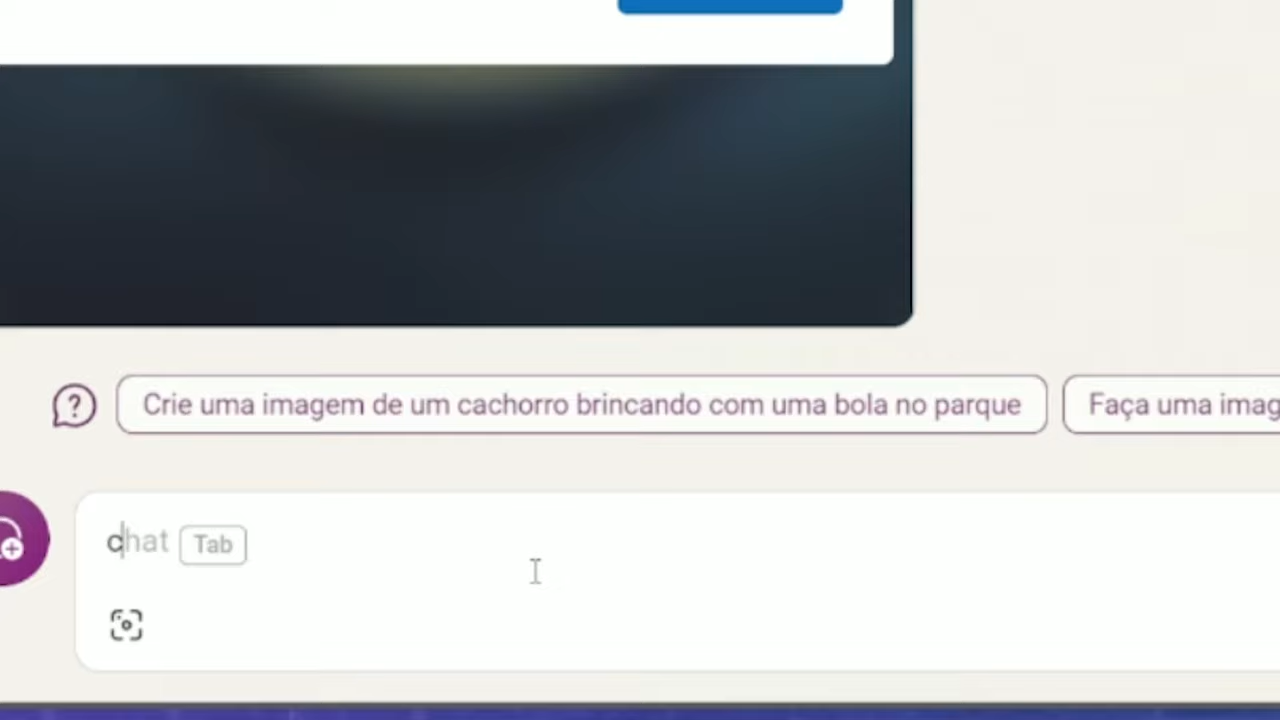 Crie uma imagem de um cachorro brincando com uma bola no parque
Faça uma imag
chat Tab